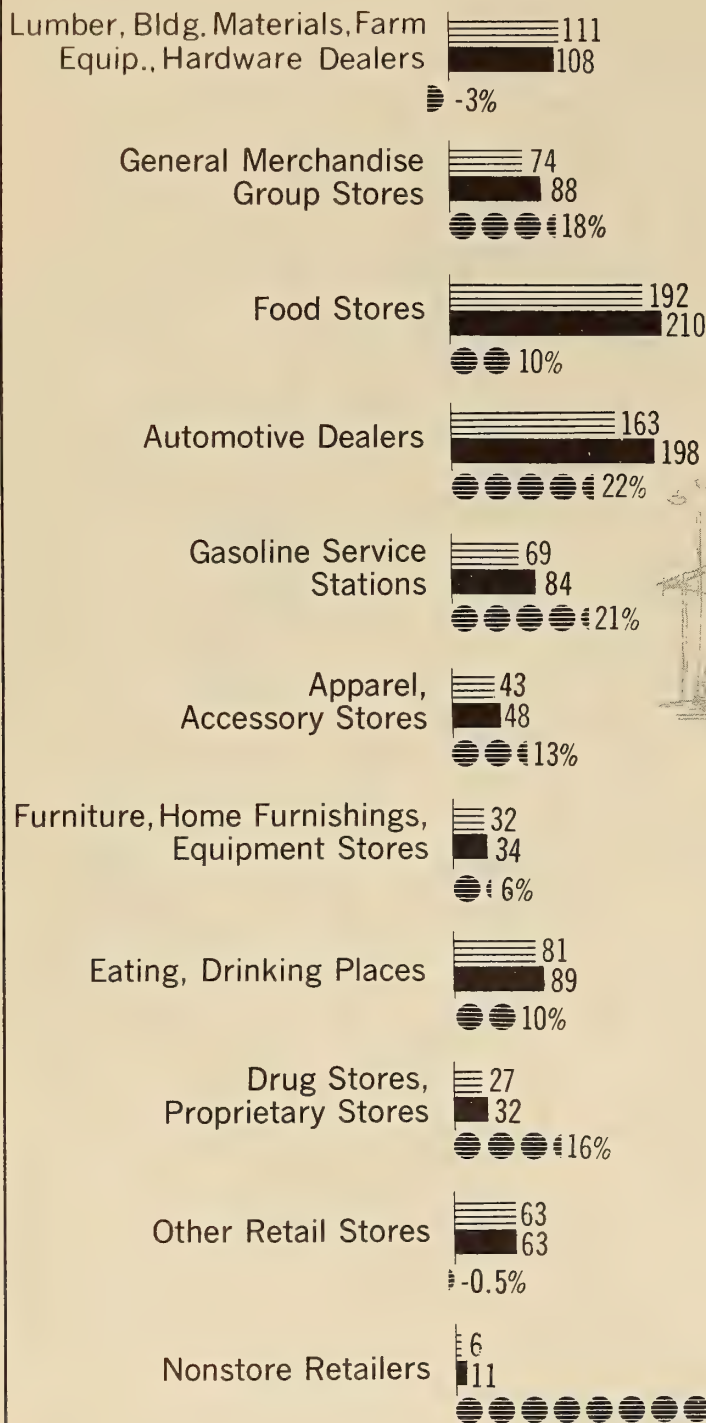 Lumber, Bldg. Materials, Farm
Equip., Hardware Dealers
111
108
-3%
General Merchandise
Group Stores
74
88
18%
Food Stores
192
210
10%
Automotive Dealers
163
198
22%
Gasoline Service
Stations
69
84
21%
Apparel,
Accessory Stores
43
48
13%
Furniture, Home Furnishings,
Equipment Stores
32
34
6%
Eating, Drinking Places
81
89
10%
Drug Stores,
Proprietary Stores
27
32
16%
Other Retail Stores
63
63
-0.5%
Nonstore Retailers
6
11